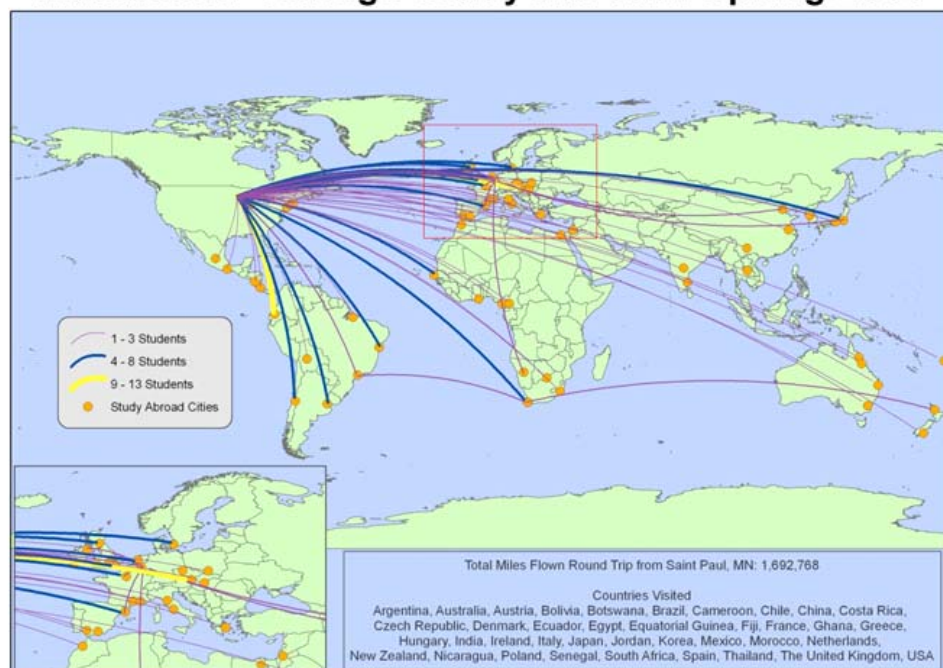 1 - 3 Students
4 - 8 Students
9 - 13 Students
Study Abroad Cities
Total Miles Flown Round Trip from Saint Paul, MN: 1,692,768
Countries Visited
Argentina, Australia, Austria, Bolivia, Botswana, Brazil, Cameroon, Chile, China, Costa Rica,
Czech Republic, Denmark, Ecuador, Egypt, Equatorial Guinea, Fiji, France, Ghana, Greece,
Hungary, India, Ireland, Italy, Japan, Jordan, Korea, Mexico, Morocco, Netherlands,
New Zealand, Nicaragua, Poland, Senegal, South Africa, Spain, Thailand, The United Kingdom, USA